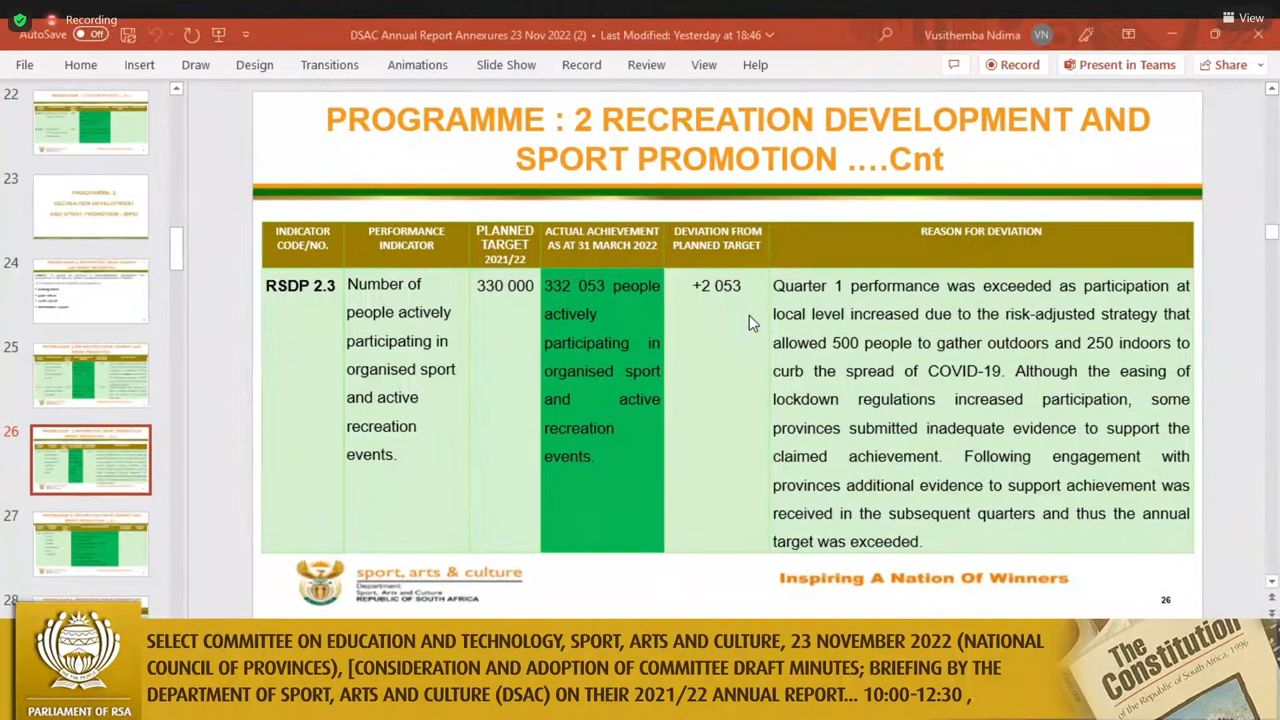 Recording
View
AutoSave Off
DSAC Annual Report Annexures 23 Nov 2022 (2) • Last Modified: Yesterday at 18:46
Vusithemba Ndima VN
File Home Insert Draw Design Transitions Animations Slide Show Record Review View Help
Record Present in Teams Share
22
23
24
25
26
27
28
PROGRAMME : 2 RECREATION DEVELOPMENT AND
SPORT PROMOTION ....Cnt
INDICATOR
CODE/NO.
PERFORMANCE
INDICATOR
PLANNED
TARGET
2021/22
ACTUAL ACHIEVEMENT
AS AT 31 MARCH 2022
DEVIATION FROM
PLANNED TARGET
REASON FOR DEVIATION
RSDP 2.3
Number of
people actively
participating in
organised sport
and active
recreation
events.
330 000
332 053 people
actively
participating in
organised sport
and active
recreation
events.
+2 053
Quarter 1 performance was exceeded as participation at
local level increased due to the risk-adjusted strategy that
allowed 500 people to gather outdoors and 250 indoors to
curb the spread of COVID-19. Although the easing of
lockdown regulations increased participation, some
provinces submitted inadequate evidence to support the
claimed achievement. Following engagement with
provinces additional evidence to support achievement was
received in the subsequent quarters and thus the annual
target was exceeded.
sport, arts & culture
Department:
Sport, Arts and Culture
REPUBLIC OF SOUTH AFRICA
Inspiring A Nation Of Winners
26
PARLIAMENT OF RSA
SELECT COMMITTEE ON EDUCATION AND TECHNOLOGY, SPORT, ARTS AND CULTURE, 23 NOVEMBER 2022 (NATIONAL
COUNCIL OF PROVINCES), [CONSIDERATION AND ADOPTION OF COMMITTEE DRAFT MINUTES; BRIEFING BY THE
DEPARTMENT OF SPORT, ARTS AND CULTURE (DSAC) ON THEIR 2021/22 ANNUAL REPORT... 10:00-12:30 ,
The
Constitution
of the Republic of South Africa, 1996